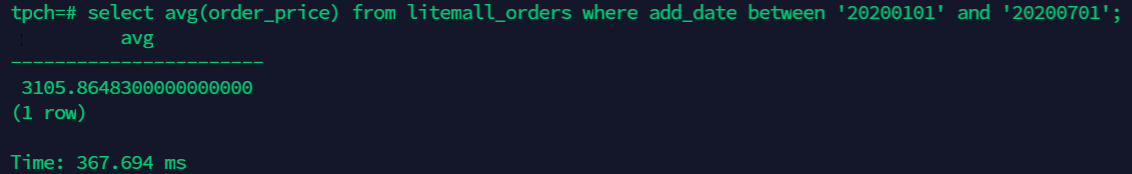 tpch=# select avg(order_price) from litemall_orders where add_date between '20200101' and '20200701';
avg
-----------------------
3105.8648300000000000
(1 row)
Time: 367.694 ms